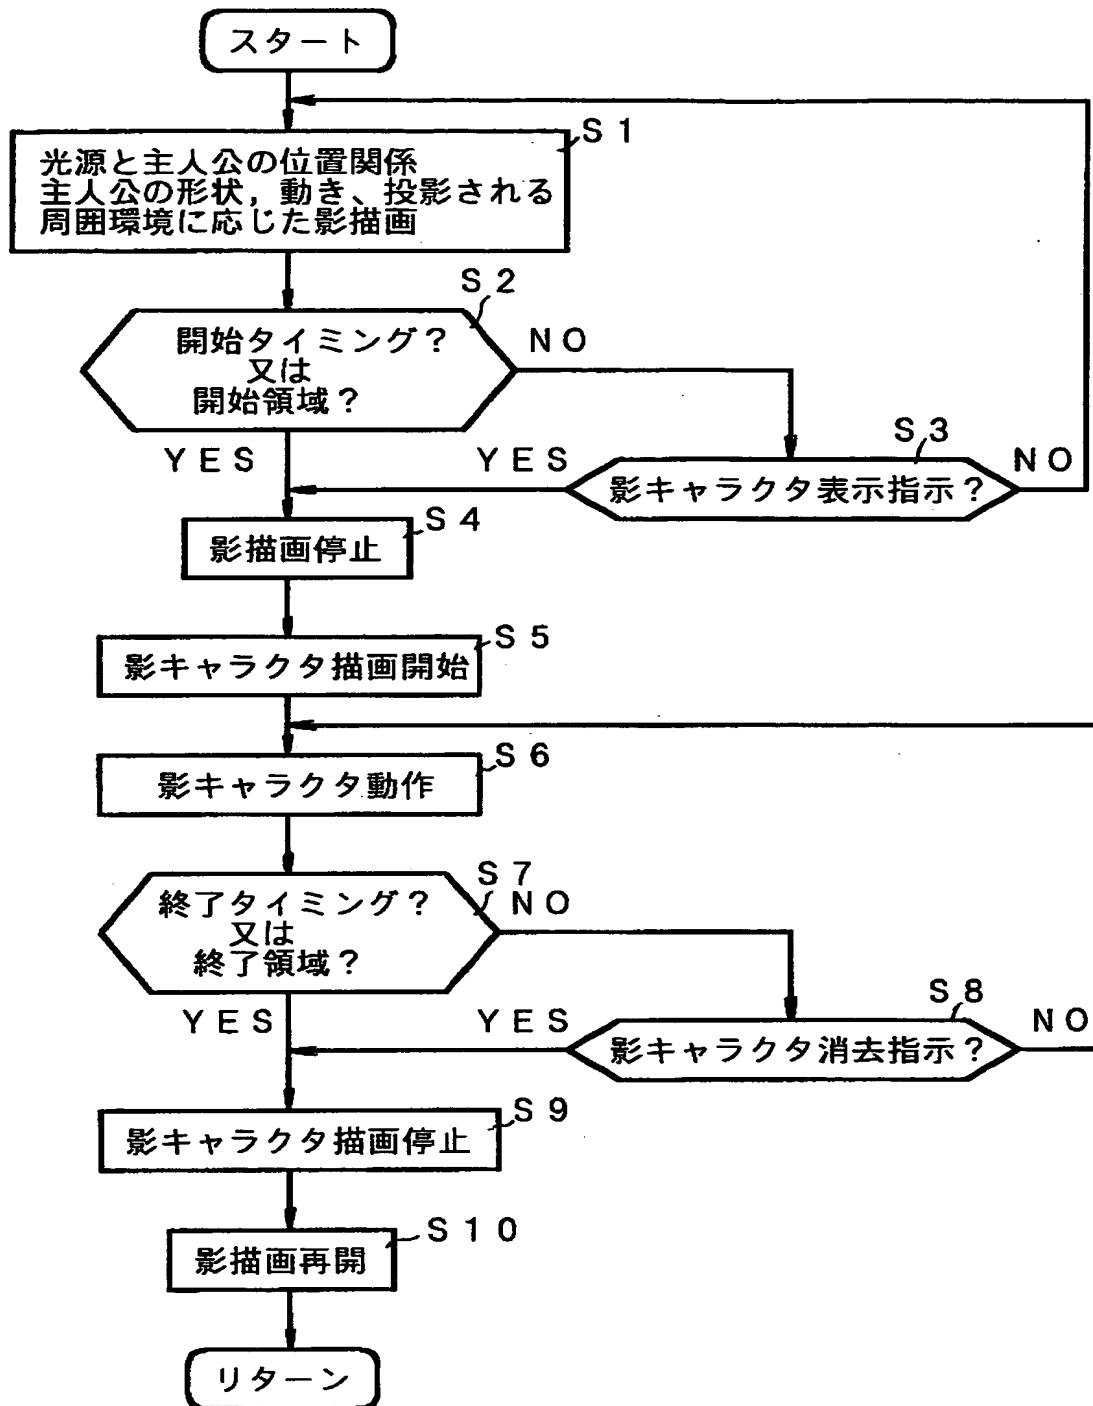 スタート
S1
光源と主人公の位置関係
主人公の形状，動き、投影される
周囲環境に応じた影描画
S2
開始タイミング？
又は
開始領域？
NO
YES
S3
影キャラクタ表示指示？
YES
NO
S4
影描画停止
S5
影キャラクタ描画開始
S6
影キャラクタ動作
S7
終了タイミング？
又は
終了領域？
NO
YES
S8
影キャラクタ消去指示？
YES
NO
S9
影キャラクタ描画停止
S10
影描画再開
リターン